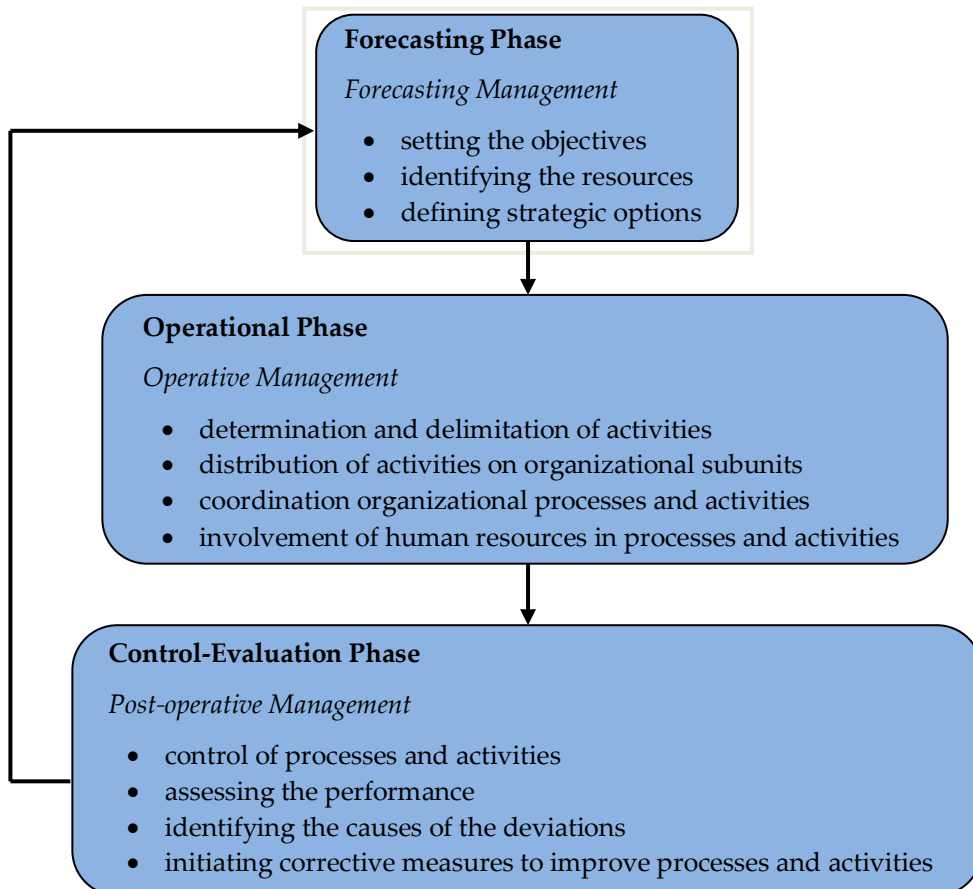 Forecasting Phase
Forecasting Management
• setting the objectives
• identifying the resources
• defining strategic options
Operational Phase
Operative Management
• determination and delimitation of activities
• distribution of activities on organizational subunits
• coordination organizational processes and activities
• involvement of human resources in processes and activities
Control-Evaluation Phase
Post-operative Management
• control of processes and activities
• assessing the performance
• identifying the causes of the deviations
• initiating corrective measures to improve processes and activities